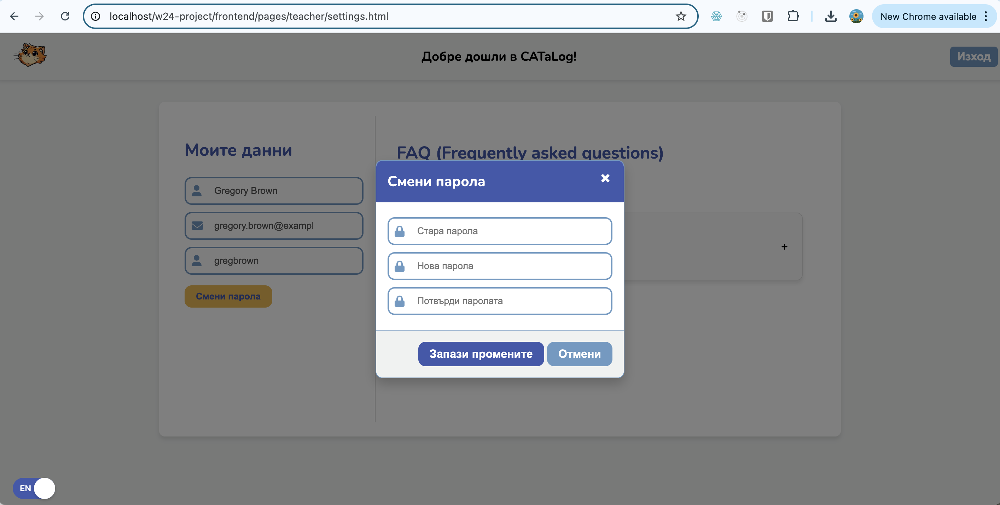 localhost/w24-project/frontend/pages/teacher/settings.html
New Chrome available
Добре дошли в CATaLog!
Изход
Моите данни
Gregory Brown
gregory.brown@exampl
gregbrown
Смени парола
FAQ (Frequently asked questions)
+
Смени парола
Стара парола
Нова парола
Потвърди паролата
Запази промените
Отмени
EN